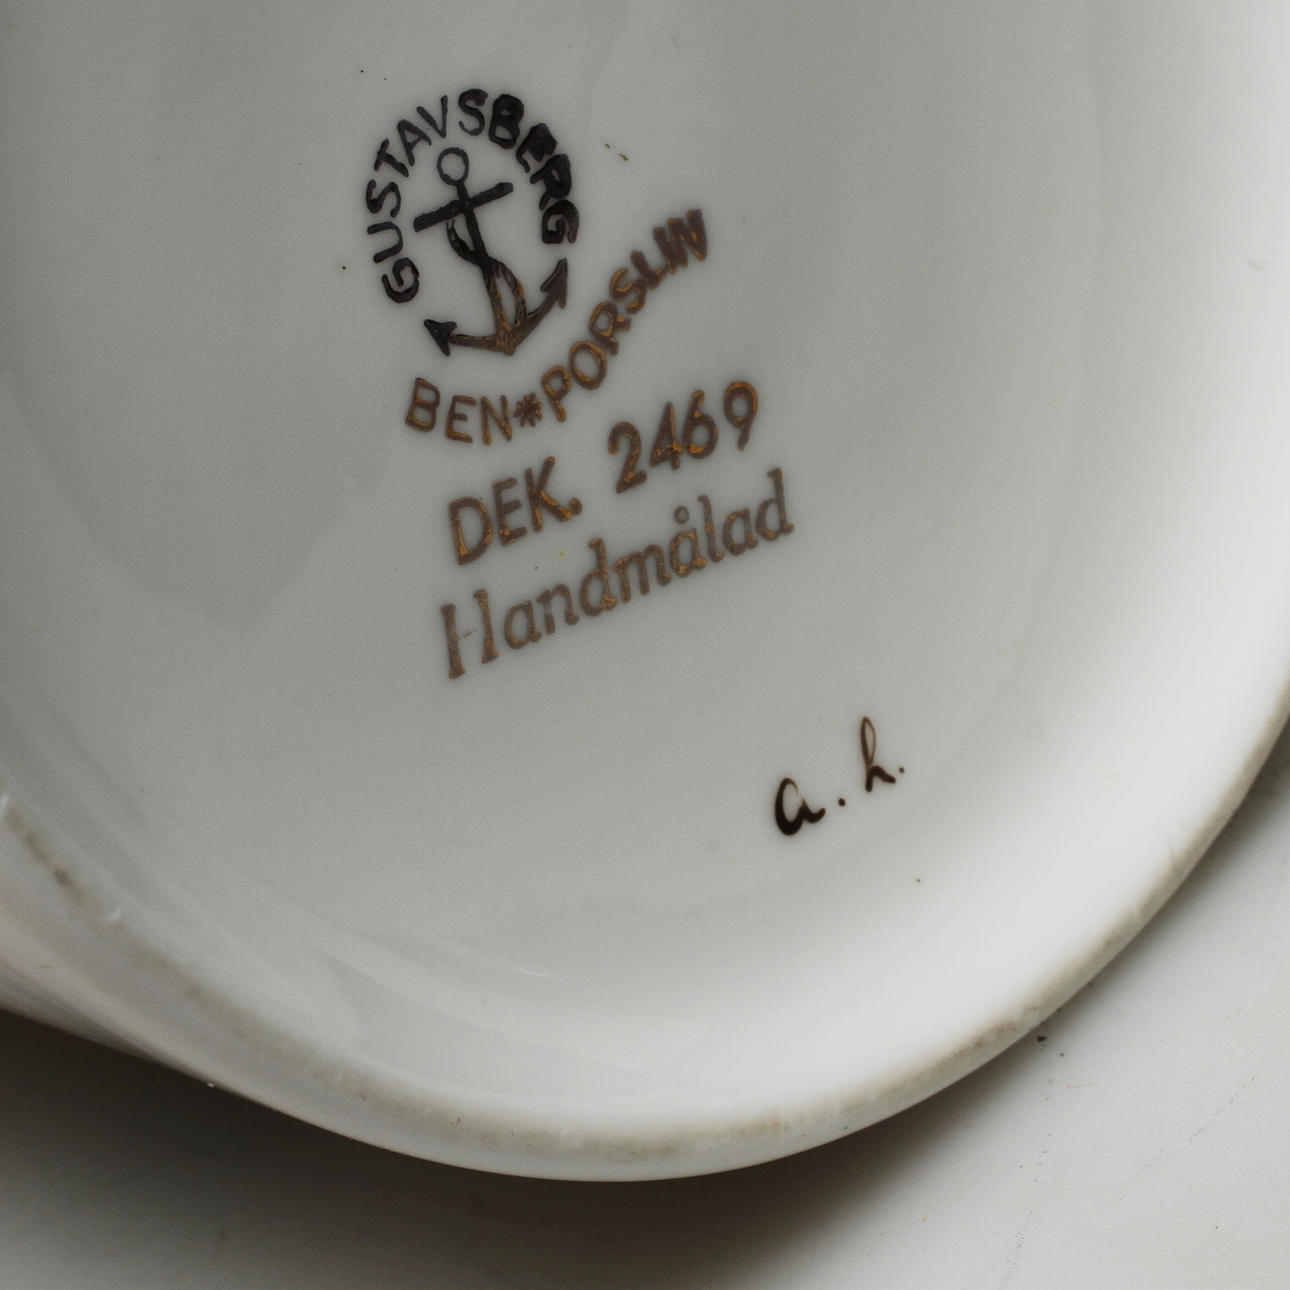 GUSTAVSBERG
BEN*PORSLIN
DEK. 2469
Handmålad
a.h.